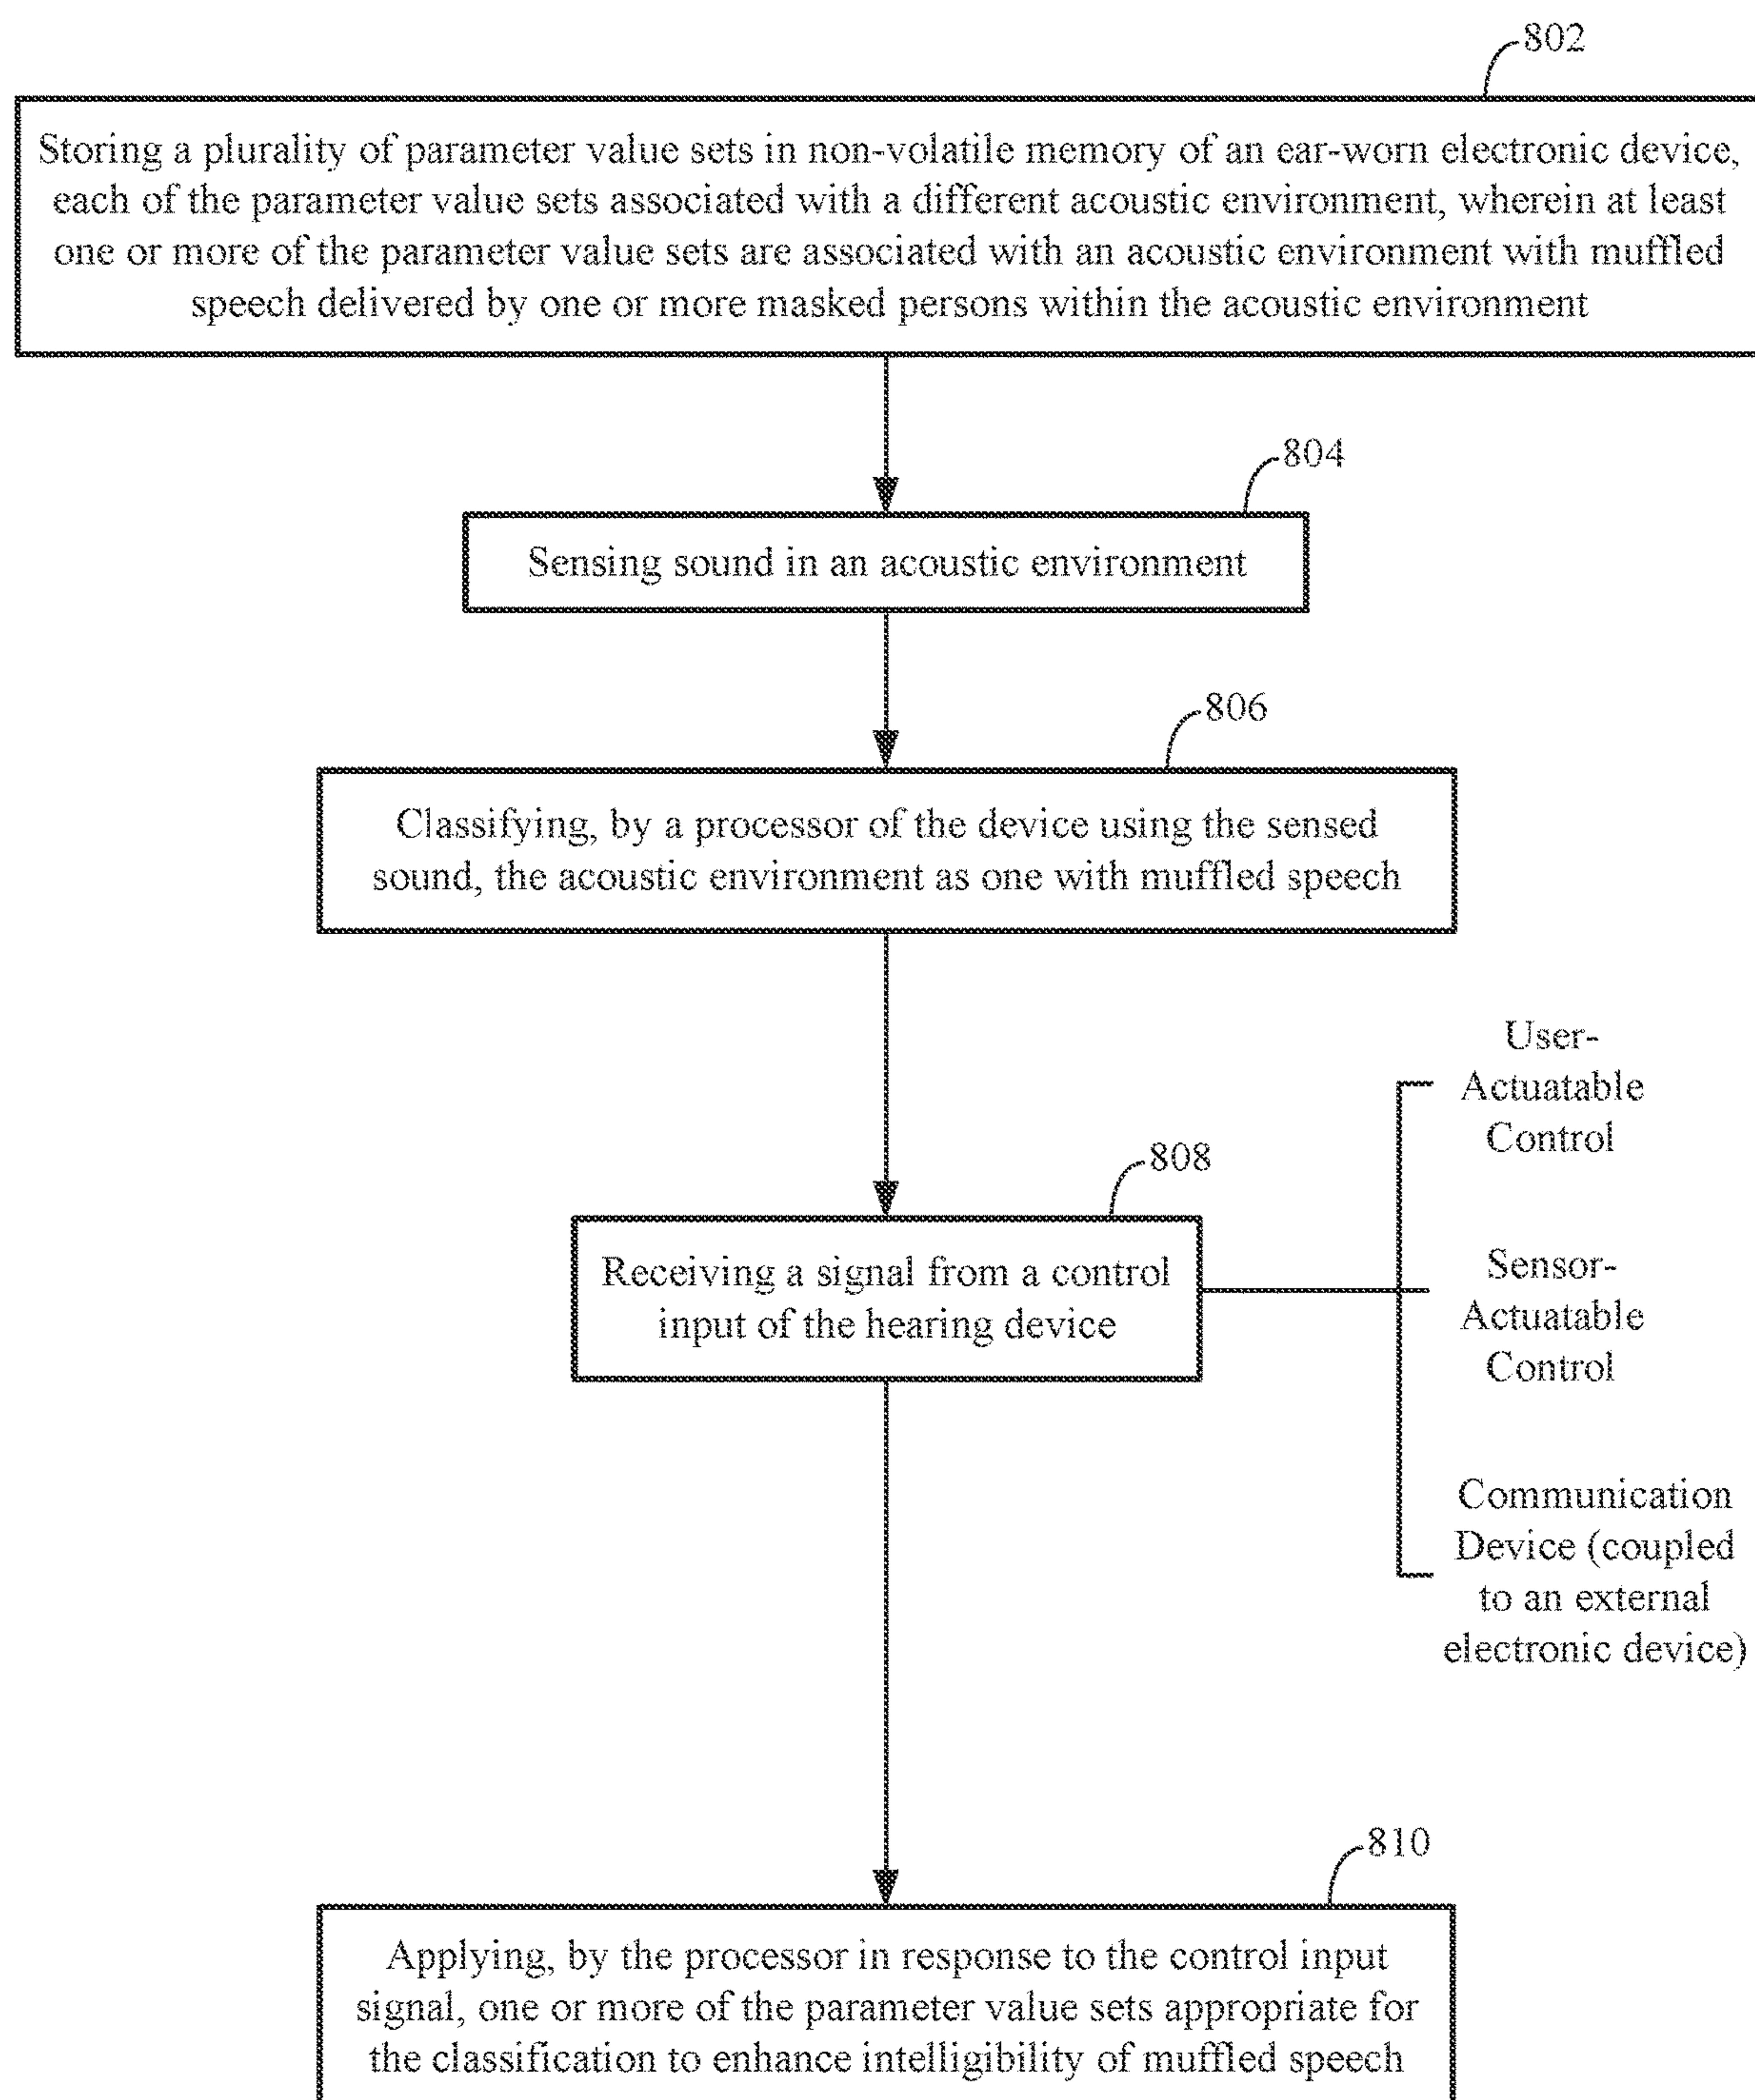 802
Storing a plurality of parameter value sets in non-volatile memory of an ear-worn electronic device,
each of the parameter value sets associated with a different acoustic environment, wherein at least
one or more of the parameter value sets are associated with an acoustic environment with muffled
speech delivered by one or more masked persons within the acoustic environment
804
Sensing sound in an acoustic environment
806
Classifying, by a processor of the device using the sensed
sound, the acoustic environment as one with muffled speech
808
Receiving a signal from a control
input of the hearing device
User-
Actuatable
Control
Sensor-
Actuatable
Control
Communication
Device (coupled
to an external
electronic device)
810
Applying, by the processor in response to the control input
signal, one or more of the parameter value sets appropriate for
the classification to enhance intelligibility of muffled speech